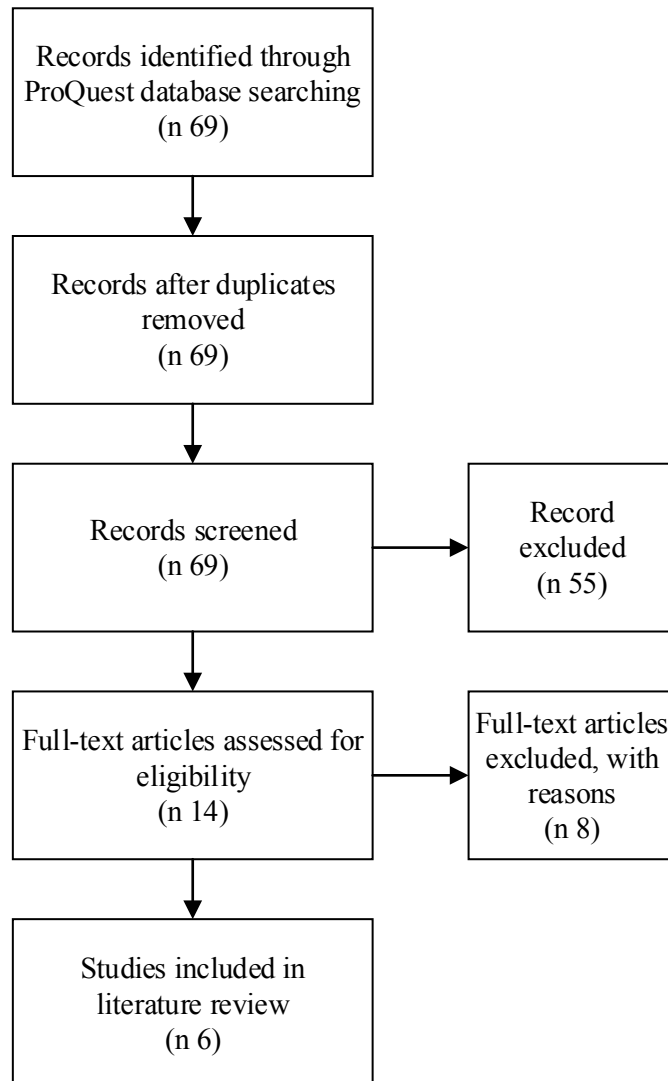 Records identified through
ProQuest database searching
(n 69)
Records after duplicates
removed
(n 69)
Records screened
(n 69)
Record
excluded
(n 55)
Full-text articles assessed for
eligibility
(n 14)
Full-text articles
excluded, with
reasons
(n 8)
Studies included in
literature review
(n 6)